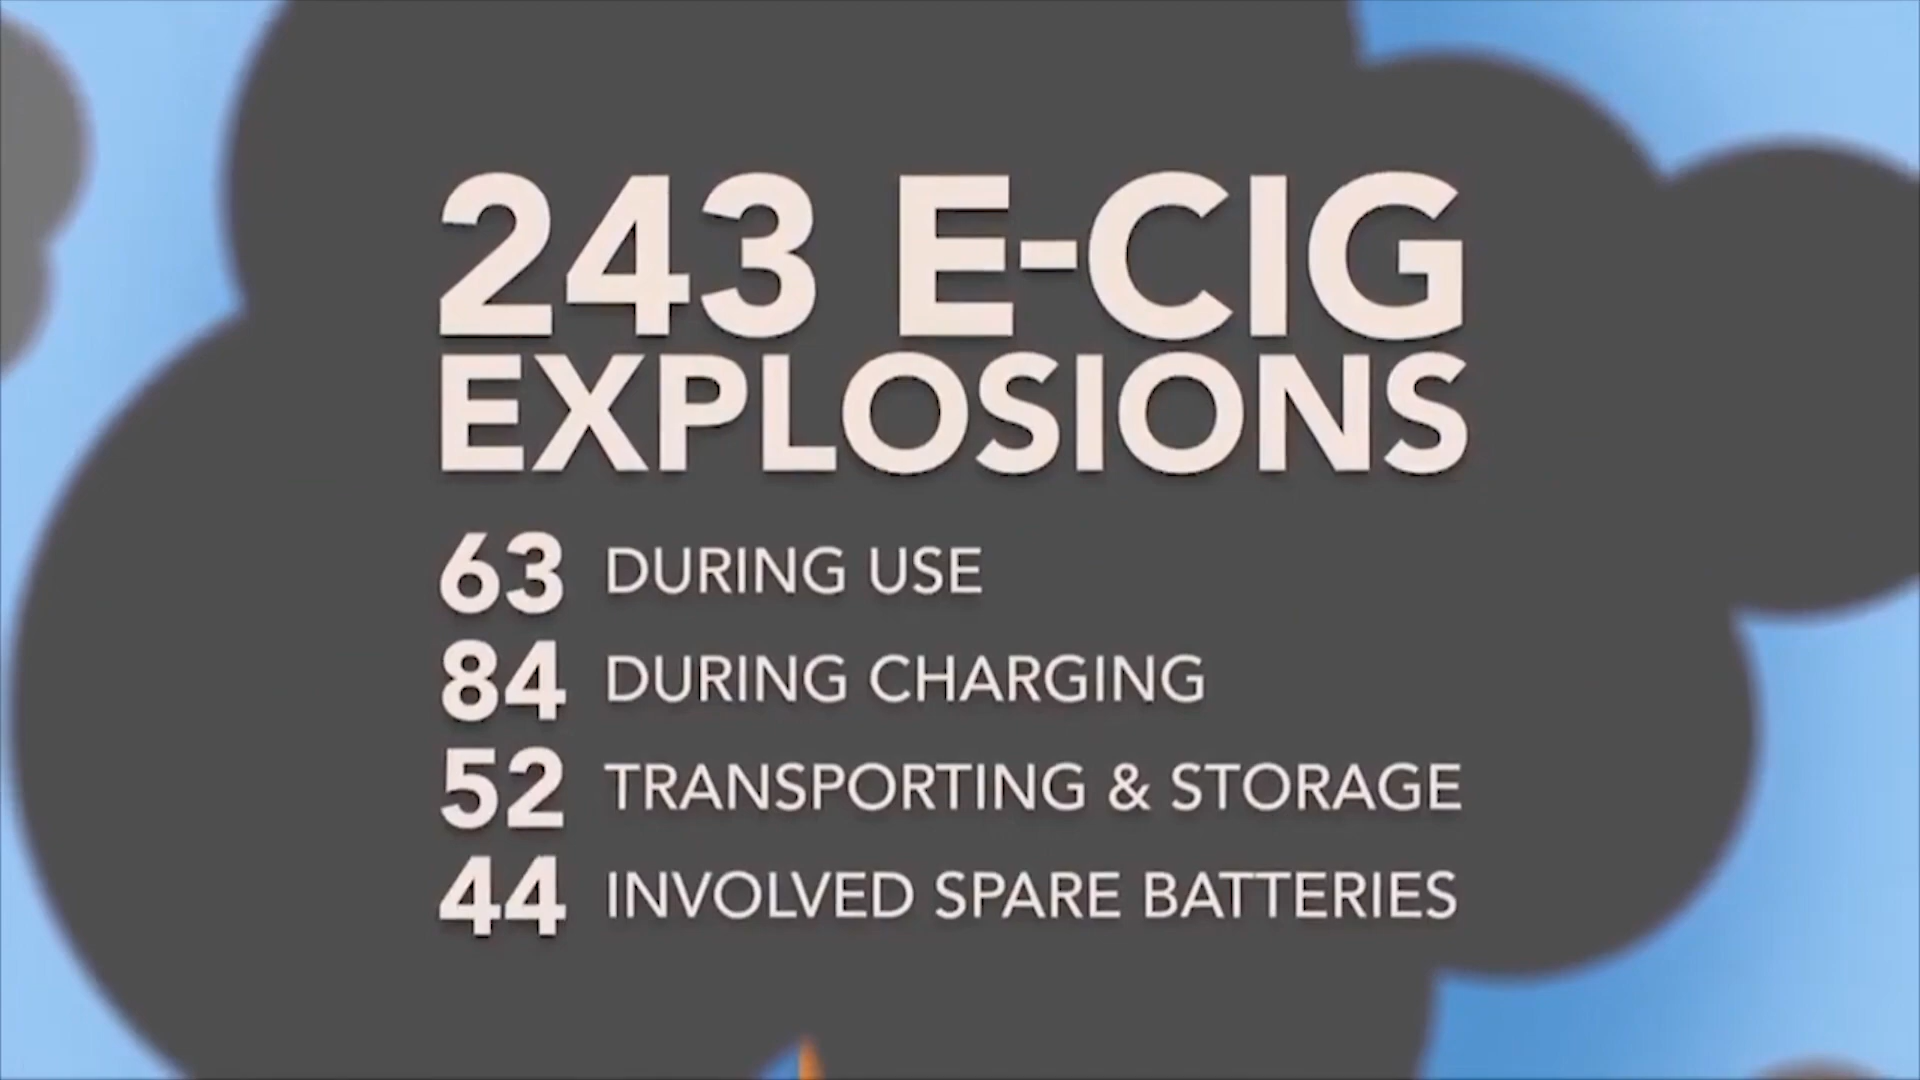 243 E-CIG
EXPLOSIONS
63 DURING USE
84 DURING CHARGING
52 TRANSPORTING & STORAGE
44 INVOLVED SPARE BATTERIES